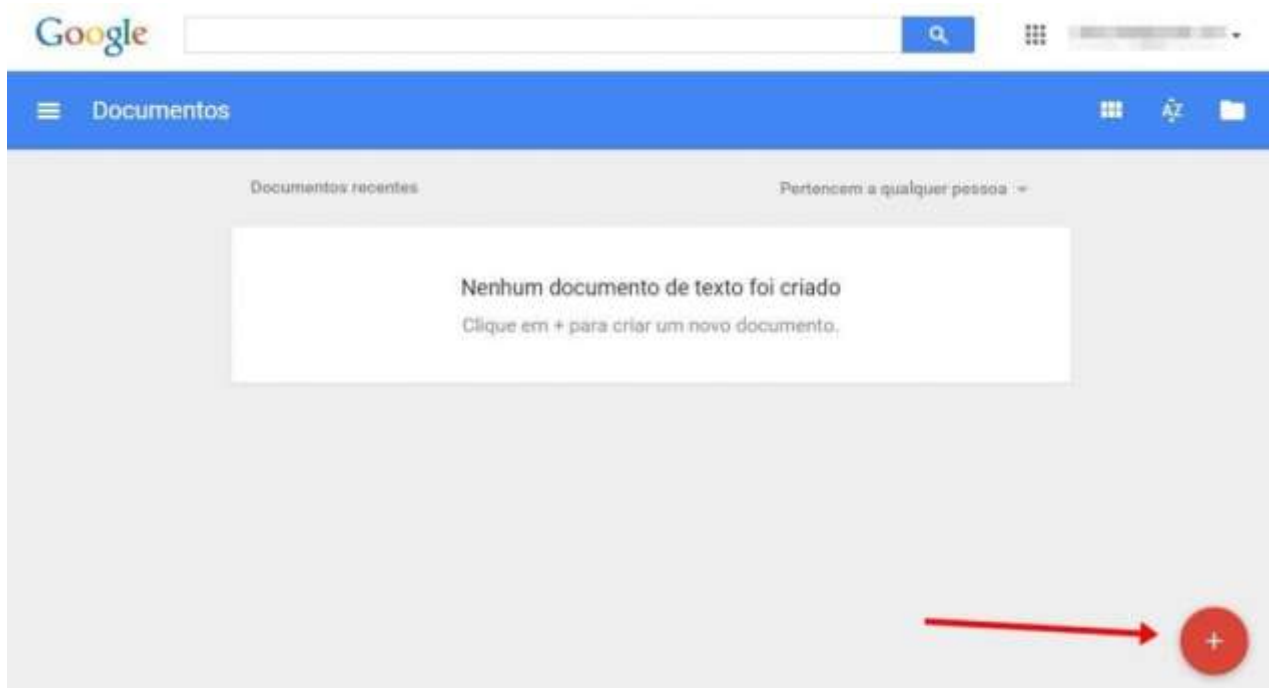 Google
Documentos
AZ
Documentos recentes
Pertencem a qualquer pessoa
Nenhum documento de texto foi criado
Clique em + para criar um novo documento.
+